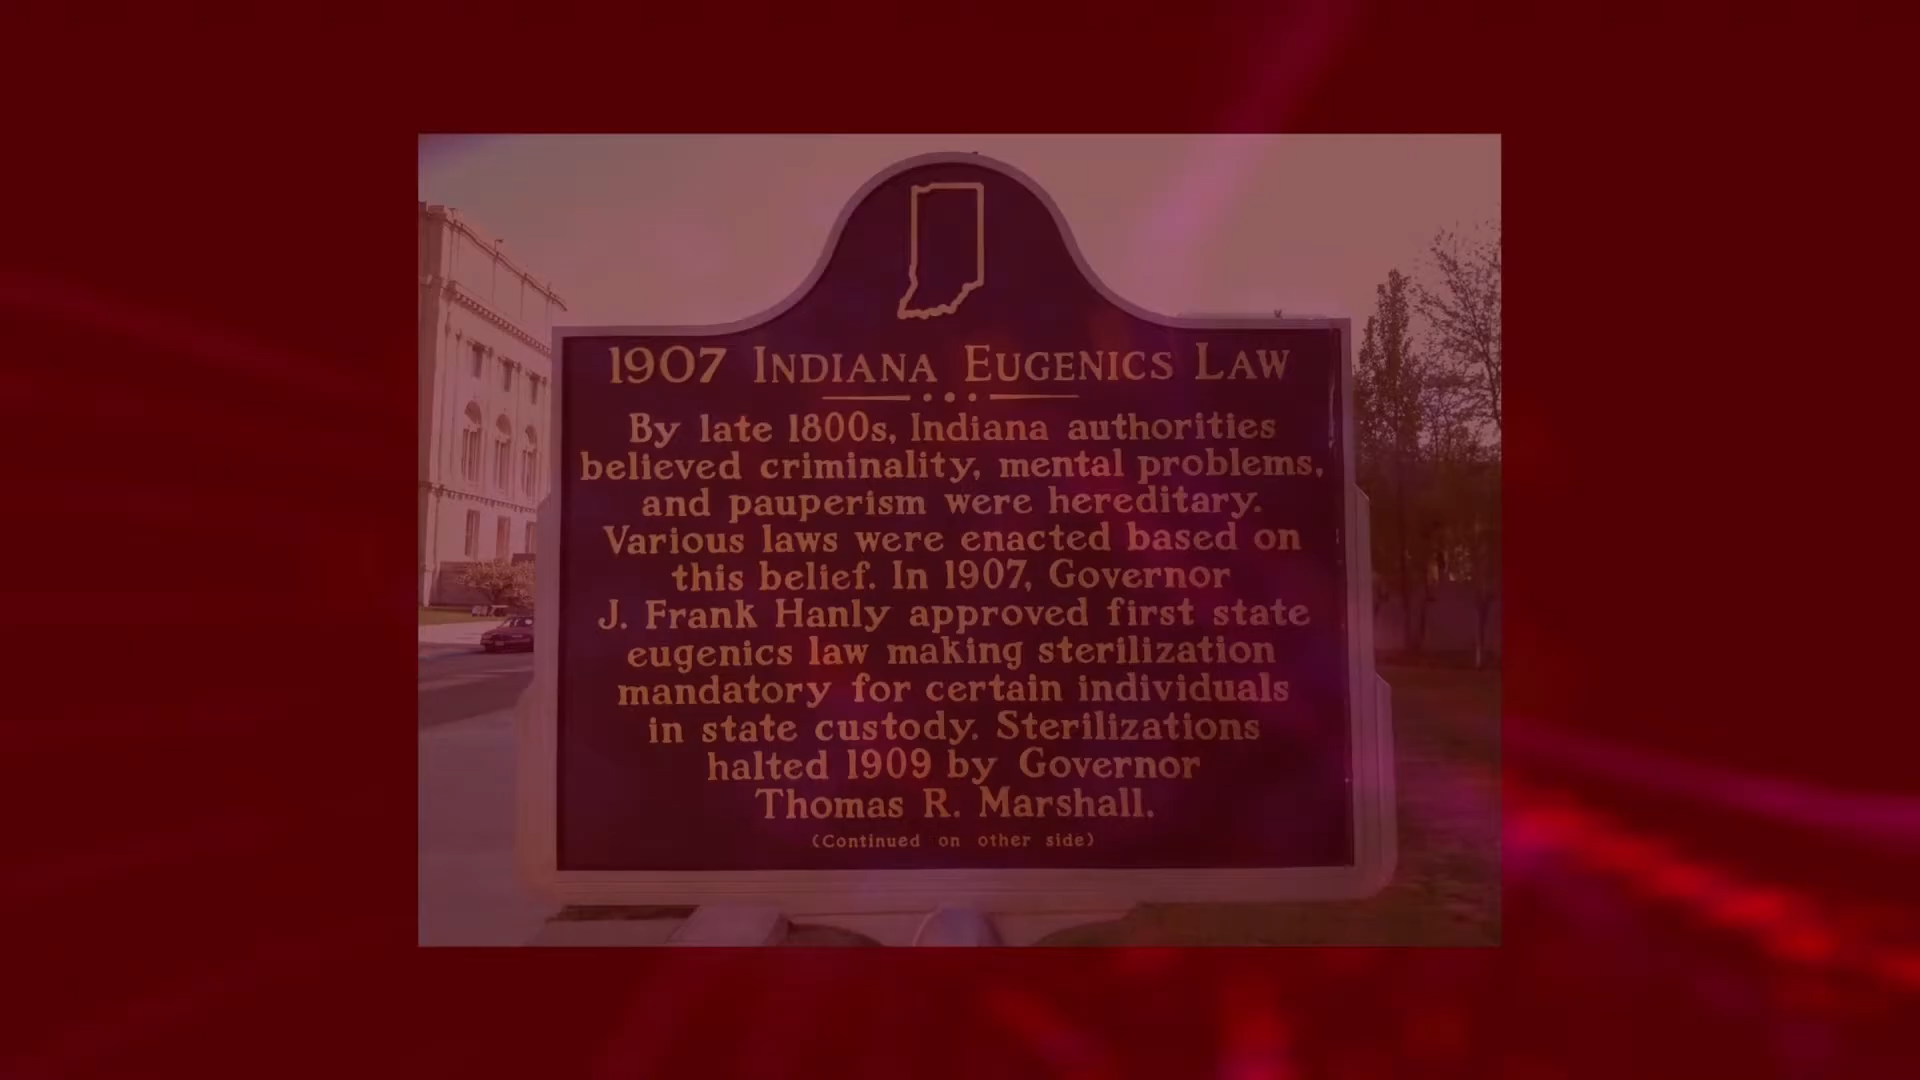 1907 INDIANA EUGENICS LAW
By late 1800s, Indiana authorities
believed criminality, mental problems,
and pauperism were hereditary.
Various laws were enacted based on
this belief. In 1907, Governor
J. Frank Hanly approved first state
eugenics law making sterilization
mandatory for certain individuals
in state custody. Sterilizations
halted 1909 by Governor
Thomas R. Marshall.
(Continued on other side)